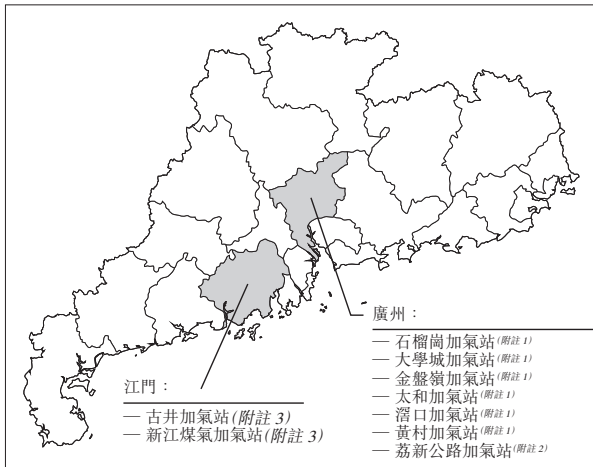 廣州：
— 石榴崗加氣站(附註 1)
— 大學城加氣站(附註 1)
— 金盤嶺加氣站(附註 1)
— 太和加氣站(附註 1)
— 滘口加氣站(附註 1)
— 黃村加氣站(附註 1)
— 荔新公路加氣站(附註 2)
江門：
— 古井加氣站(附註 3)
— 新江煤氣加氣站(附註 3)